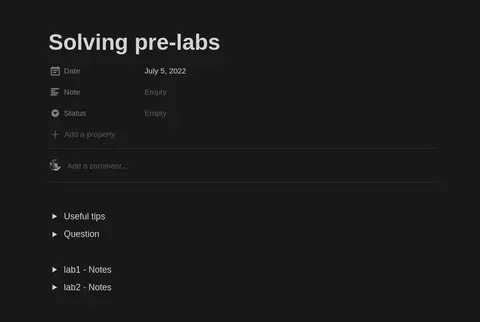 Solving pre-labs
Date July 5, 2022
Note Empty
Status Empty
Add a property
Add a comment...
Useful tips
Question
lab1 - Notes
lab2 - Notes